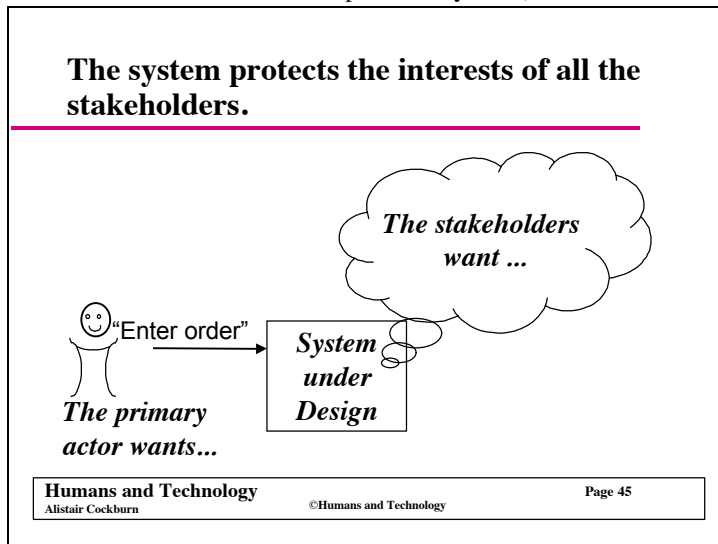 The system protects the interests of all the
stakeholders.
The stakeholders
want ...
“Enter order”
System
under
Design
The primary
actor wants...
Humans and Technology
Alistair Cockburn
©Humans and Technology
Page 45